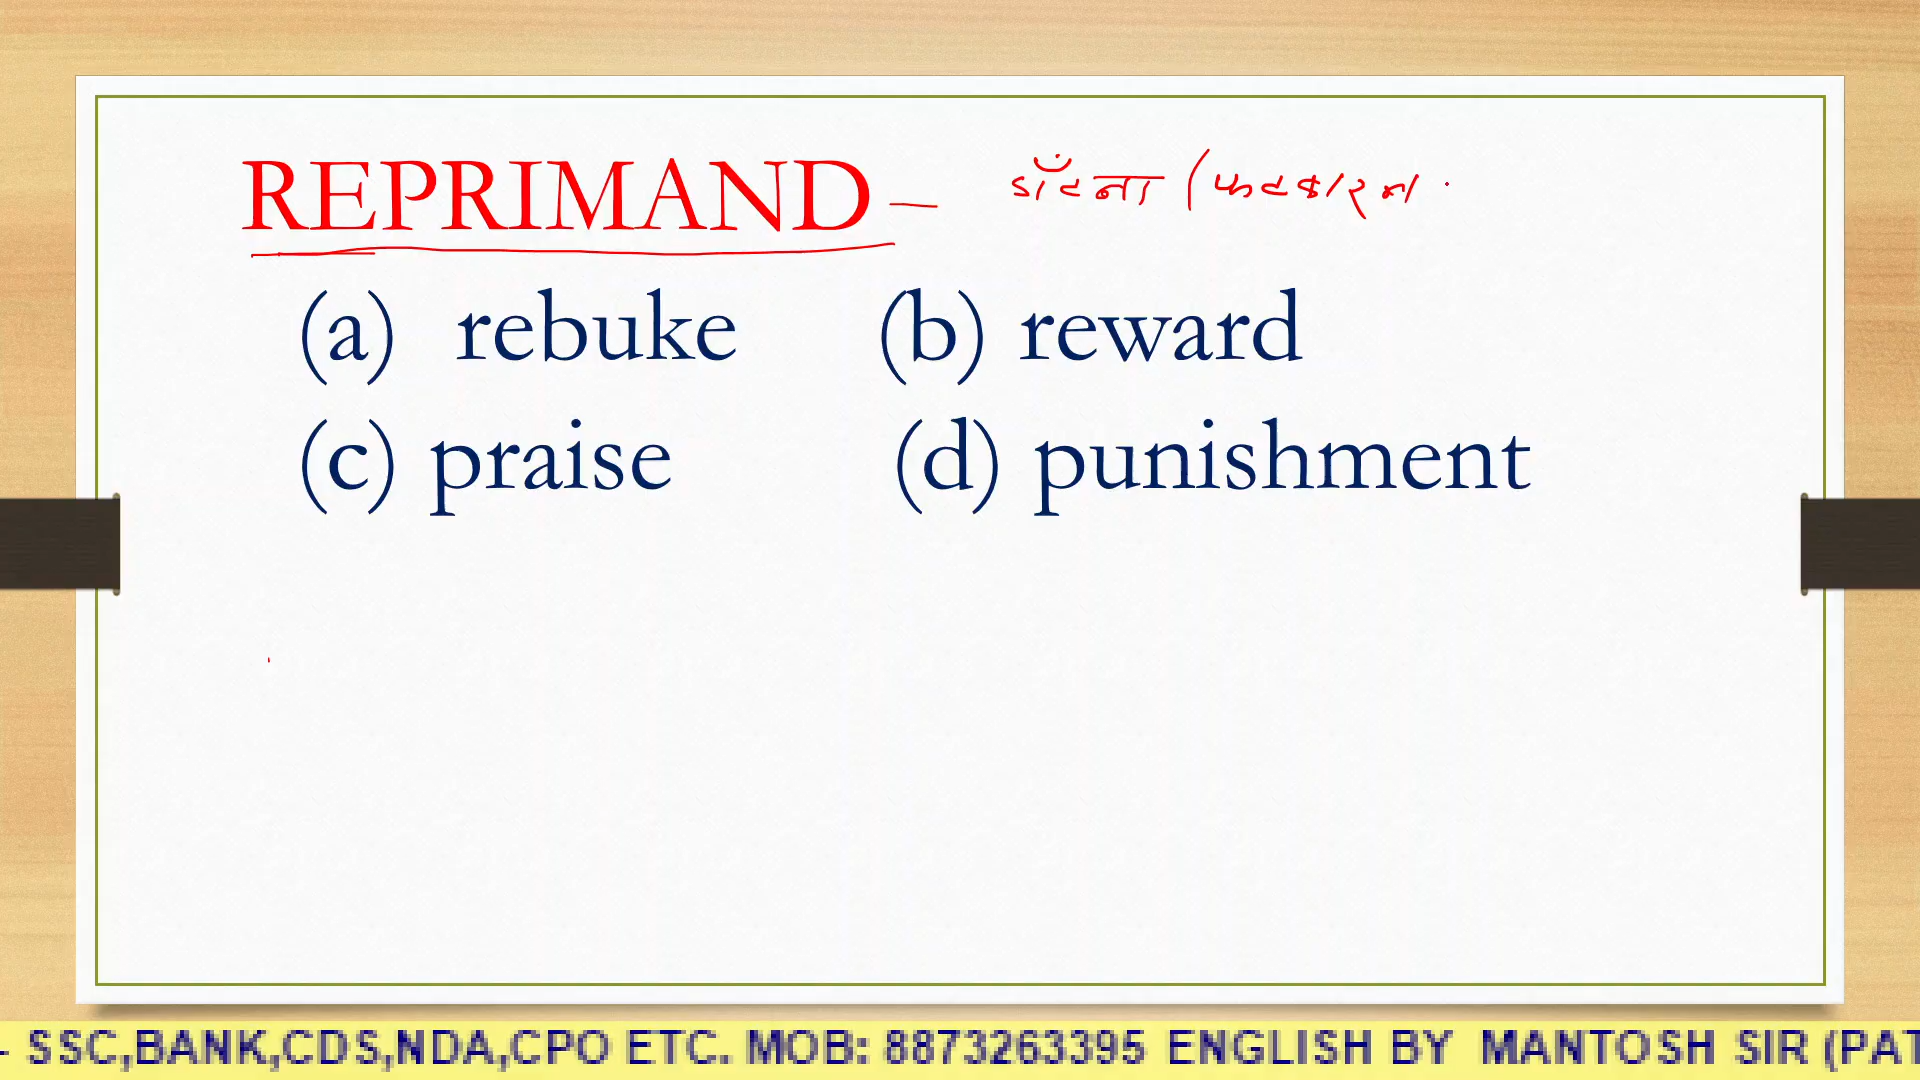 REPRIMAND – डाँटना (फटकारना
(a) rebuke (b) reward
(c) praise (d) punishment
- SSC,BANK,CDS,NDA,CPO ETC. MOB: 8873263395 ENGLISH BY MANTOSH SIR (PAT